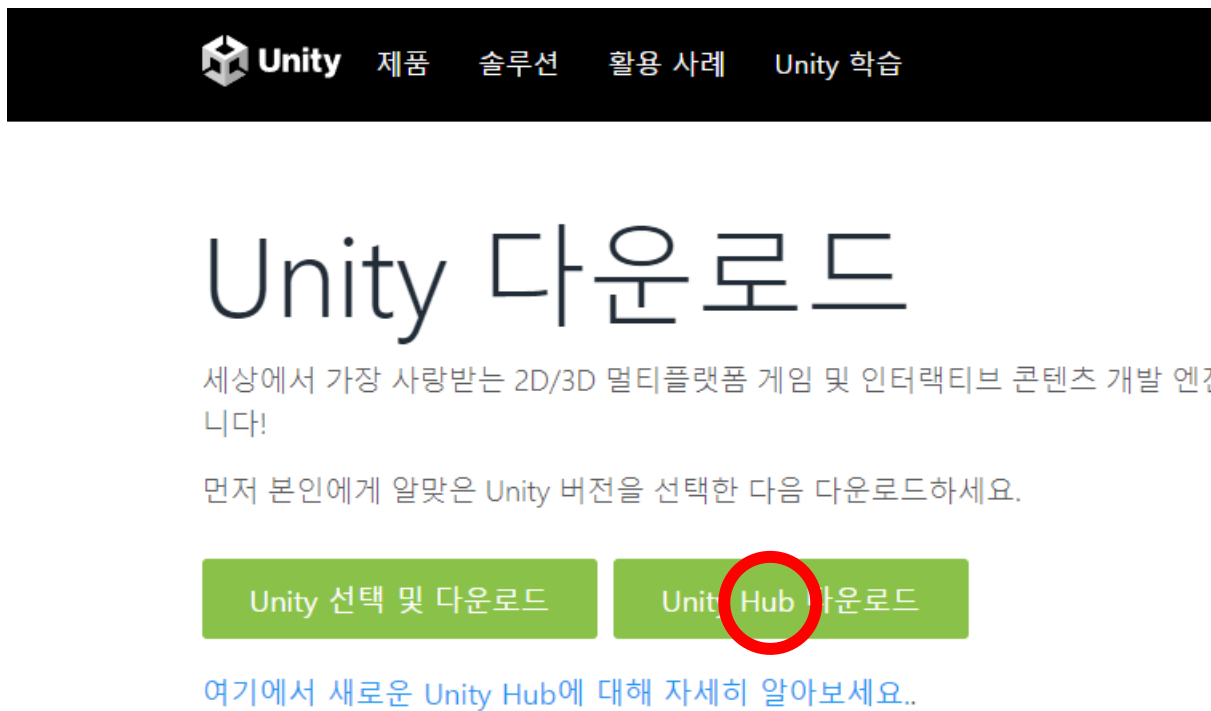 Unity 제품 솔루션 활용 사례 Unity 학습
Unity 다운로드
세상에서 가장 사랑받는 2D/3D 멀티플랫폼 게임 및 인터랙티브 콘텐츠 개발
니다!
먼저 본인에게 알맞은 Unity 버전을 선택한 다음 다운로드하세요.
Unity 선택 및 다운로드 Unity Hub 다운로드
여기에서 새로운 Unity Hub에 대해 자세히 알아보세요..